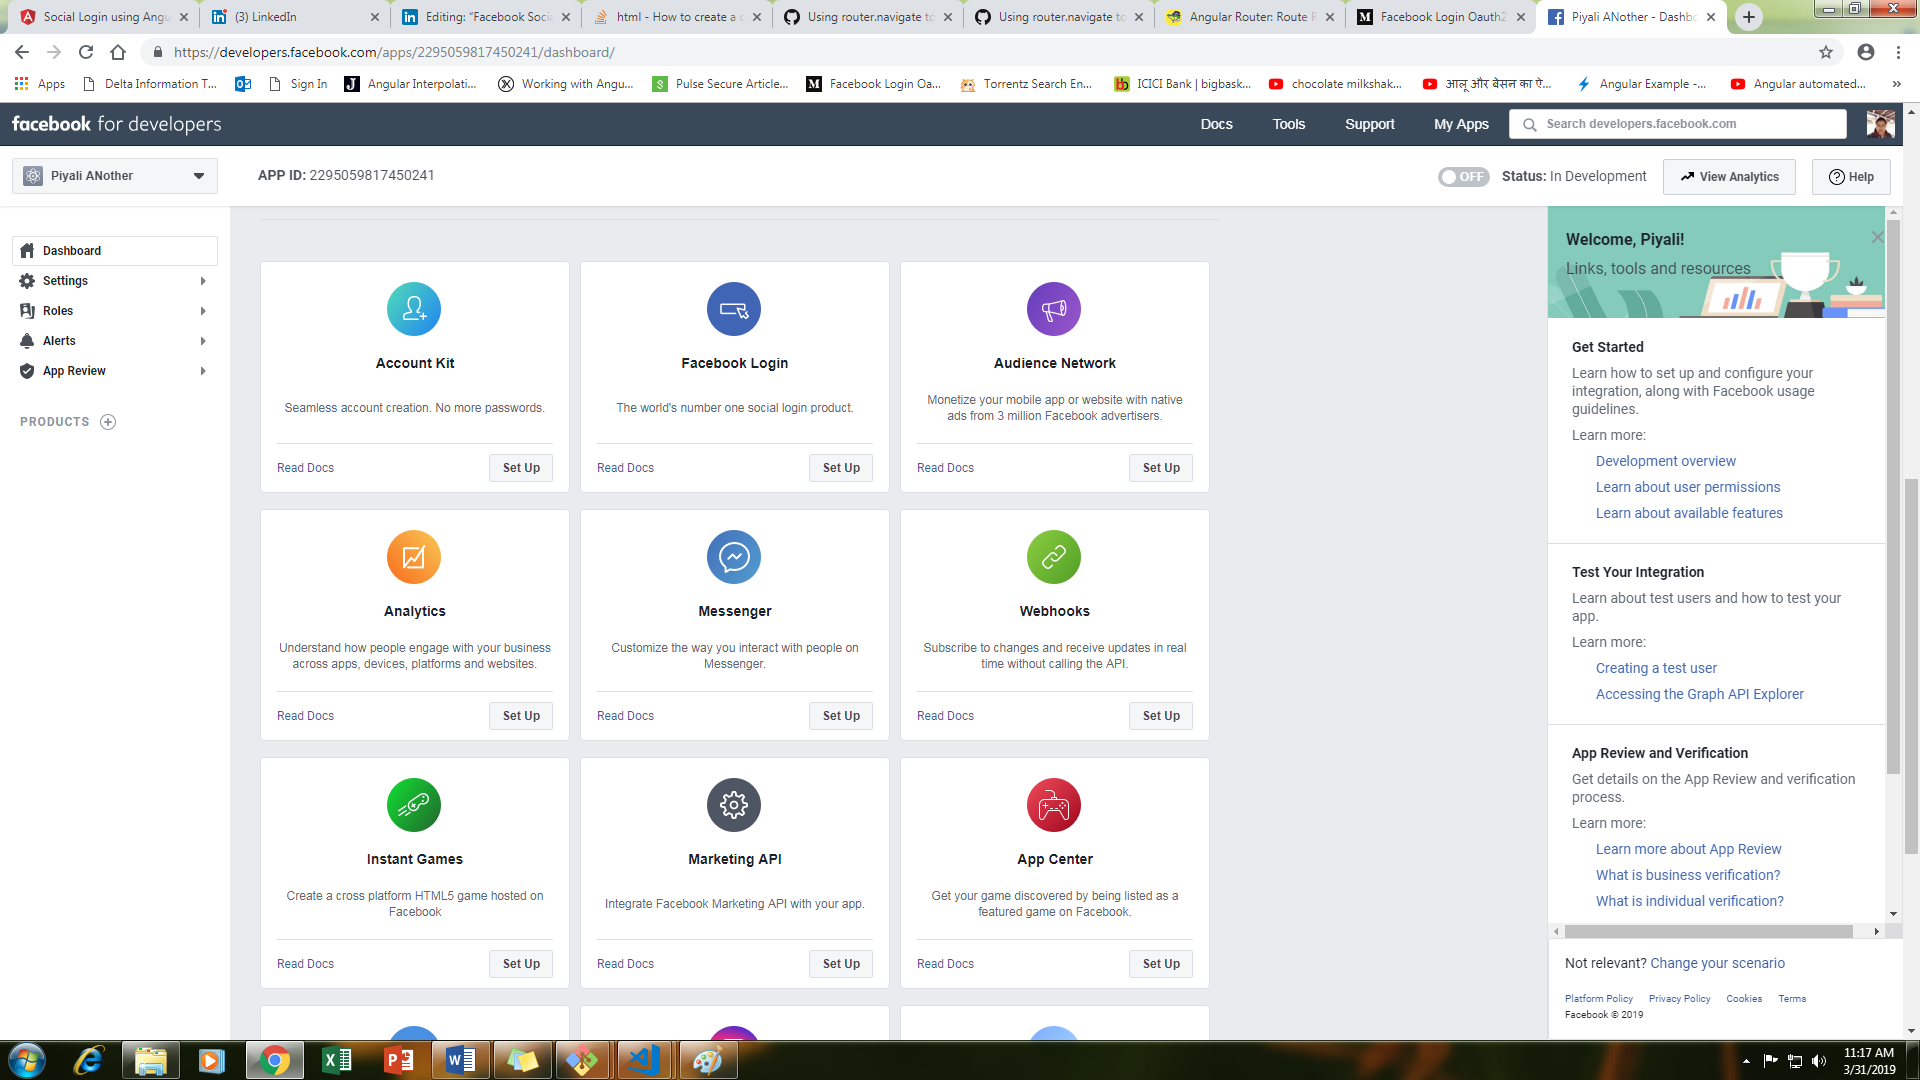 Social Login using Angu
(3) LinkedIn
Editing: "Facebook Socia
html - How to create a c
Using router.navigate to
Using router.navigate to
Angular Router: Route P
Facebook Login Oauth2
Piyali ANother - Dashbo
https://developers.facebook.com/apps/2295059817450241/dashboard/
Apps
Delta Information T...
Sign In
Angular Interpolati...
Working with Angu...
Pulse Secure Article...
Facebook Login Oa...
Torrentz Search En...
ICICI Bank | bigbask...
chocolate milkshak...
आलू और बेसन का ऐ...
Angular Example -...
Angular automated...
»
facebook for developers
Docs
Tools
Support
My Apps
Search developers.facebook.com
Piyali ANother
APP ID: 2295059817450241
OFF
Status: In Development
View Analytics
Help
Dashboard
Settings
Roles
Alerts
App Review
PRODUCTS
Account Kit
Seamless account creation. No more passwords.
Read Docs
Set Up
Facebook Login
The world's number one social login product.
Read Docs
Set Up
Audience Network
Monetize your mobile app or website with native
ads from 3 million Facebook advertisers.
Read Docs
Set Up
Analytics
Understand how people engage with your business
across apps, devices, platforms and websites.
Read Docs
Set Up
Messenger
Customize the way you interact with people on
Messenger.
Read Docs
Set Up
Webhooks
Subscribe to changes and receive updates in real
time without calling the API.
Read Docs
Set Up
Instant Games
Create a cross platform HTML5 game hosted on
Facebook
Read Docs
Set Up
Marketing API
Integrate Facebook Marketing API with your app.
Read Docs
Set Up
App Center
Get your game discovered by being listed as a
featured game on Facebook.
Read Docs
Set Up
Welcome, Piyali!
Links, tools and resources
Get Started
Learn how to set up and configure your
integration, along with Facebook usage
guidelines.
Learn more:
Development overview
Learn about user permissions
Learn about available features
Test Your Integration
Learn about test users and how to test your
app.
Learn more:
Creating a test user
Accessing the Graph API Explorer
App Review and Verification
Get details on the App Review and verification
process.
Learn more:
Learn more about App Review
What is business verification?
What is individual verification?
Not relevant? Change your scenario
Platform Policy Privacy Policy Cookies Terms
Facebook © 2019
11:17 AM
3/31/2019